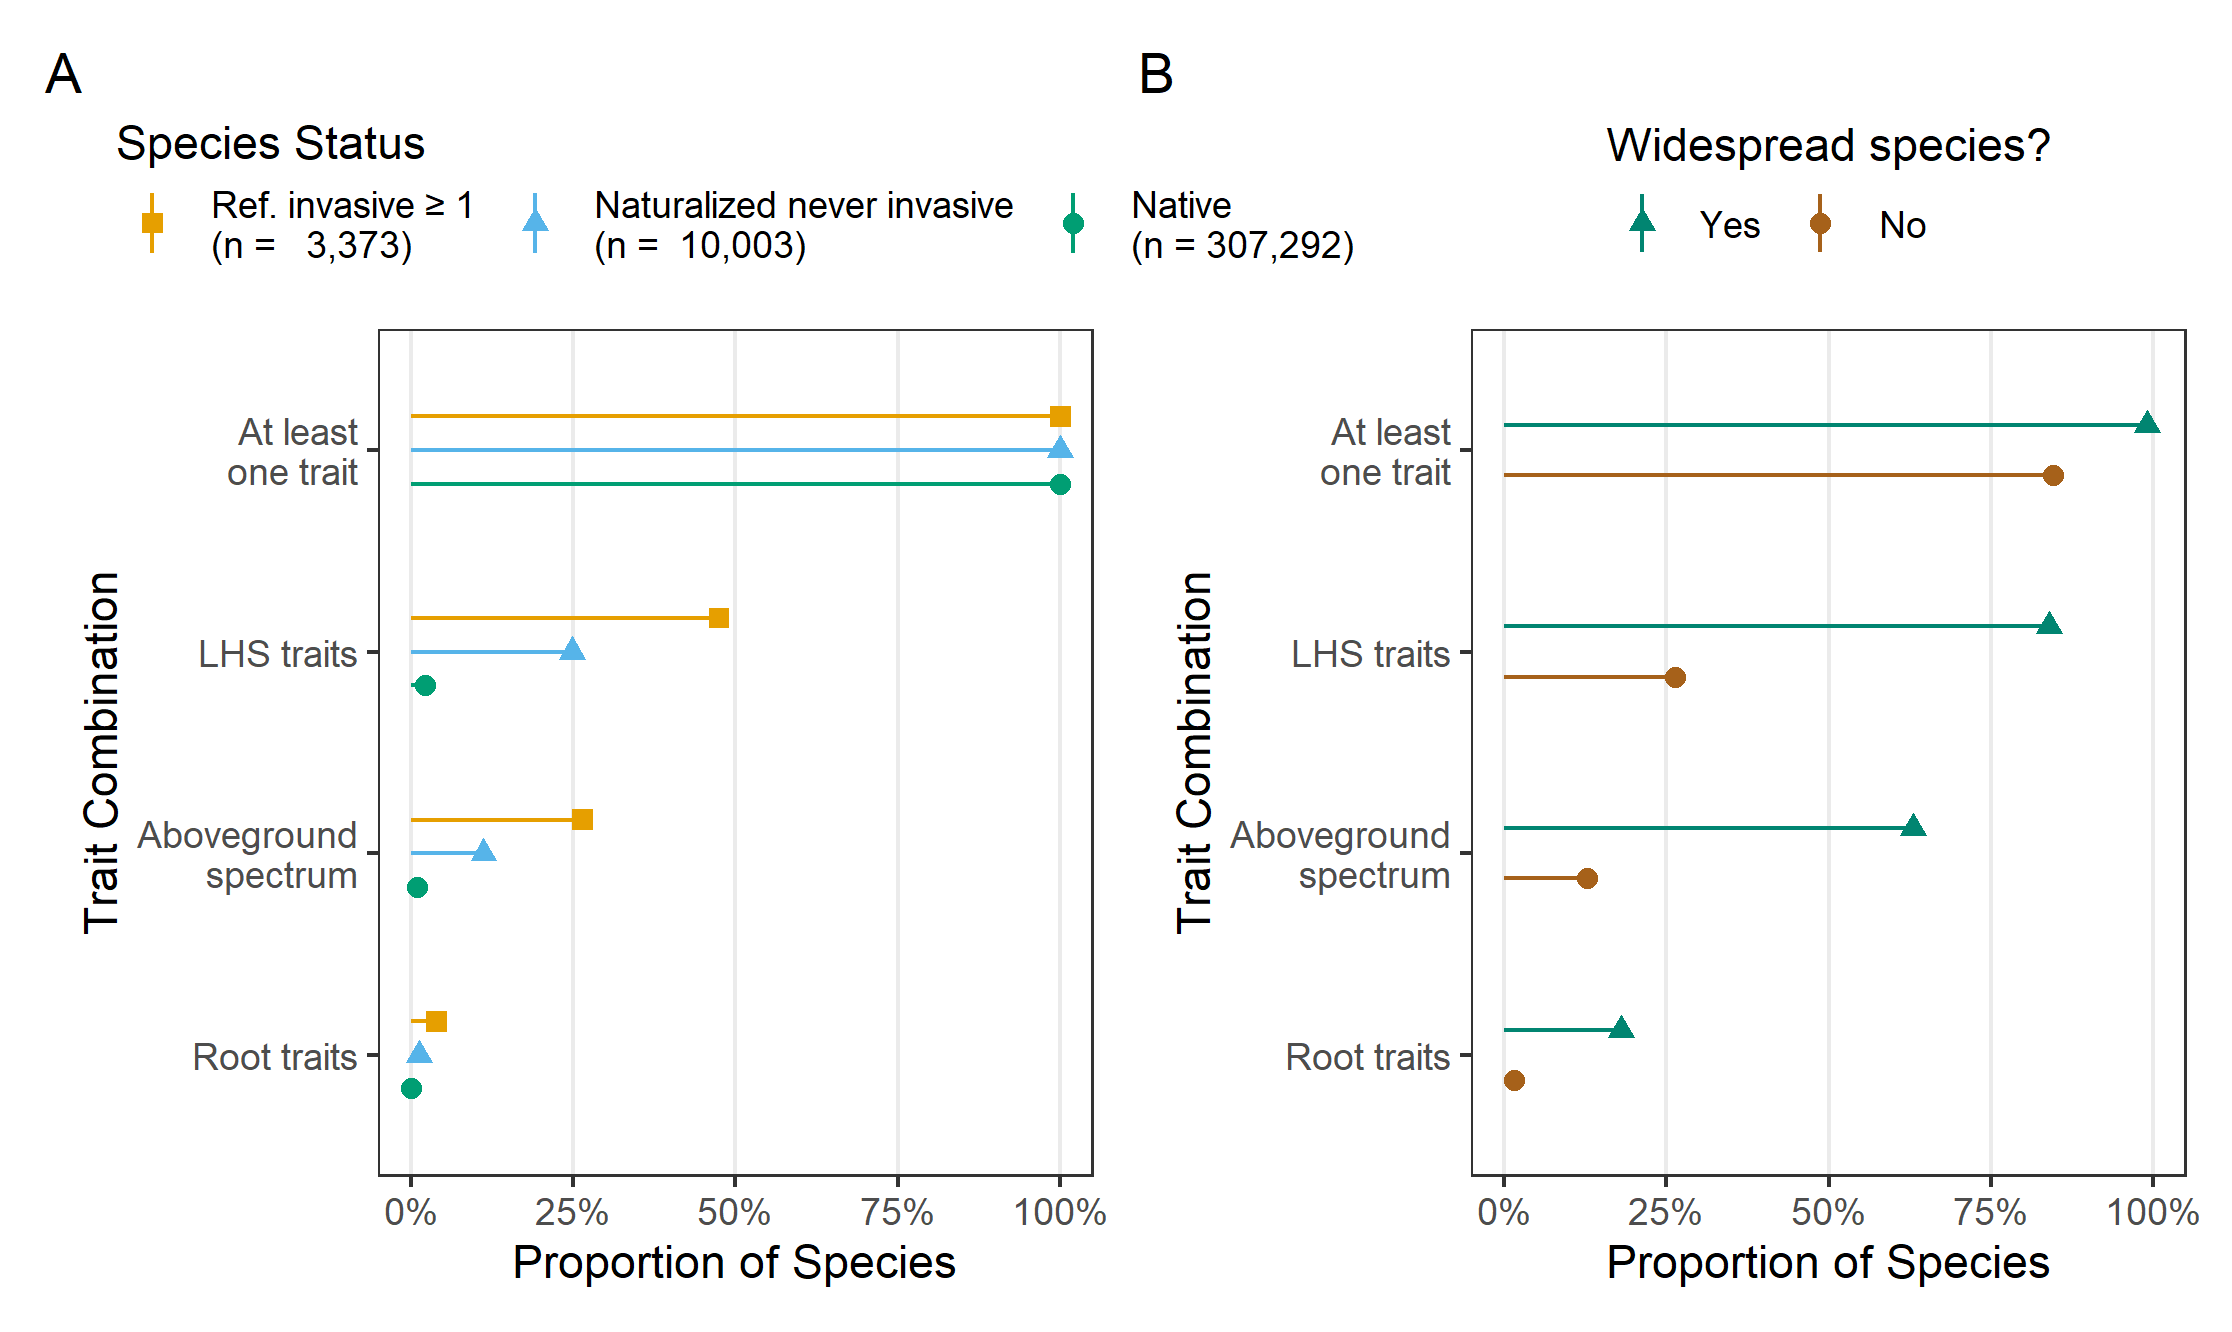 A
Species Status
Ref. invasive ≥ 1
(n =   3,373)
Naturalized never invasive
(n =  10,003)
Native
(n = 307,292)
Trait Combination
At least
one trait
LHS traits
Aboveground
spectrum
Root traits
0%
25%
50%
75%
100%
Proportion of Species
B
Widespread species?
Yes
No
Trait Combination
At least
one trait
LHS traits
Aboveground
spectrum
Root traits
0%
25%
50%
75%
100%
Proportion of Species